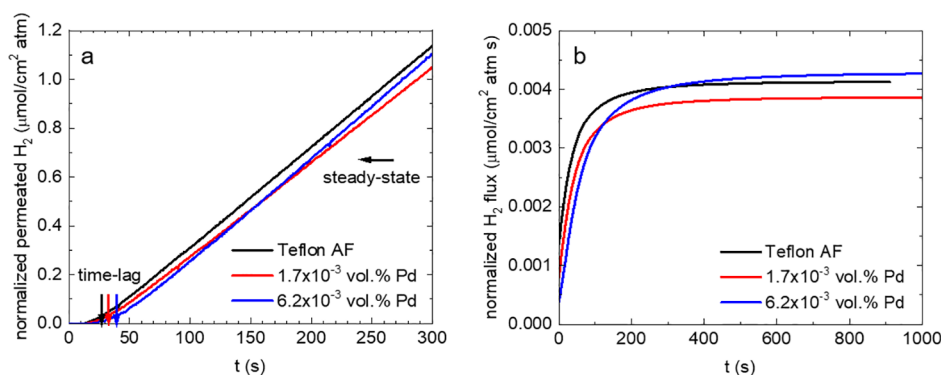 a
normalized permeated H₂ (μmol/cm² atm)
1.2
1.0
0.8
0.6
0.4
0.2
0.0
steady-state
time-lag
Teflon AF
1.7x10⁻³ vol.% Pd
6.2x10⁻³ vol.% Pd
0 50 100 150 200 250 300
t (s)
b
normalized H₂ flux (μmol/cm² atm s)
0.005
0.004
0.003
0.002
0.001
0.000
Teflon AF
1.7x10⁻³ vol.% Pd
6.2x10⁻³ vol.% Pd
0 200 400 600 800 1000
t (s)